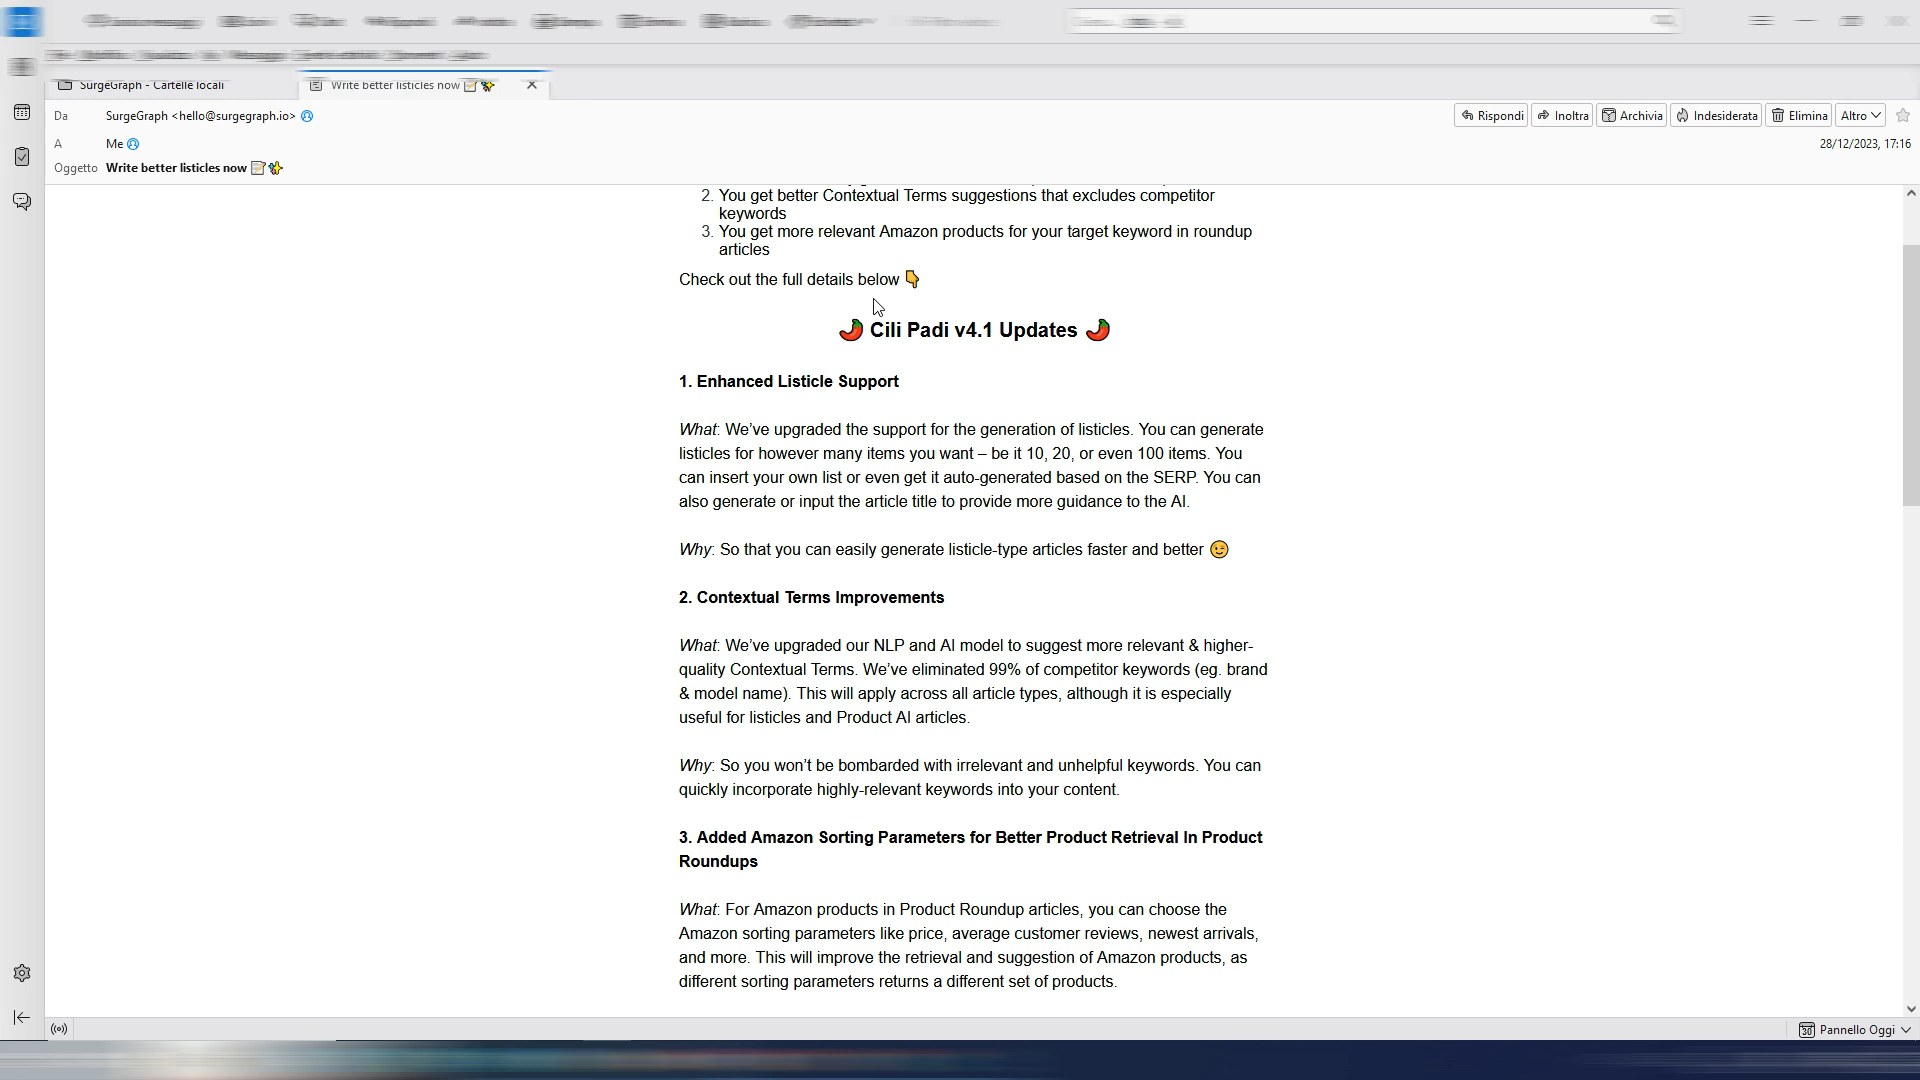 SurgeGraph - Cartelle locali
Write better listicles now
Da SurgeGraph <hello@surgegraph.io>
Rispondi Inoltra Archivia Indesiderata Elimina Altro
A Me
28/12/2023, 17:16
Oggetto Write better listicles now
2. You get better Contextual Terms suggestions that excludes competitor
keywords
3. You get more relevant Amazon products for your target keyword in roundup
articles
Check out the full details below 👇
🌶️ Cili Padi v4.1 Updates 🌶️
1. Enhanced Listicle Support
What: We’ve upgraded the support for the generation of listicles. You can generate
listicles for however many items you want – be it 10, 20, or even 100 items. You
can insert your own list or even get it auto-generated based on the SERP. You can
also generate or input the article title to provide more guidance to the AI.
Why: So that you can easily generate listicle-type articles faster and better 😉
2. Contextual Terms Improvements
What: We’ve upgraded our NLP and AI model to suggest more relevant & higher-
quality Contextual Terms. We’ve eliminated 99% of competitor keywords (eg. brand
& model name). This will apply across all article types, although it is especially
useful for listicles and Product AI articles.
Why: So you won’t be bombarded with irrelevant and unhelpful keywords. You can
quickly incorporate highly-relevant keywords into your content.
3. Added Amazon Sorting Parameters for Better Product Retrieval In Product
Roundups
What: For Amazon products in Product Roundup articles, you can choose the
Amazon sorting parameters like price, average customer reviews, newest arrivals,
and more. This will improve the retrieval and suggestion of Amazon products, as
different sorting parameters returns a different set of products.
30 Pannello Oggi